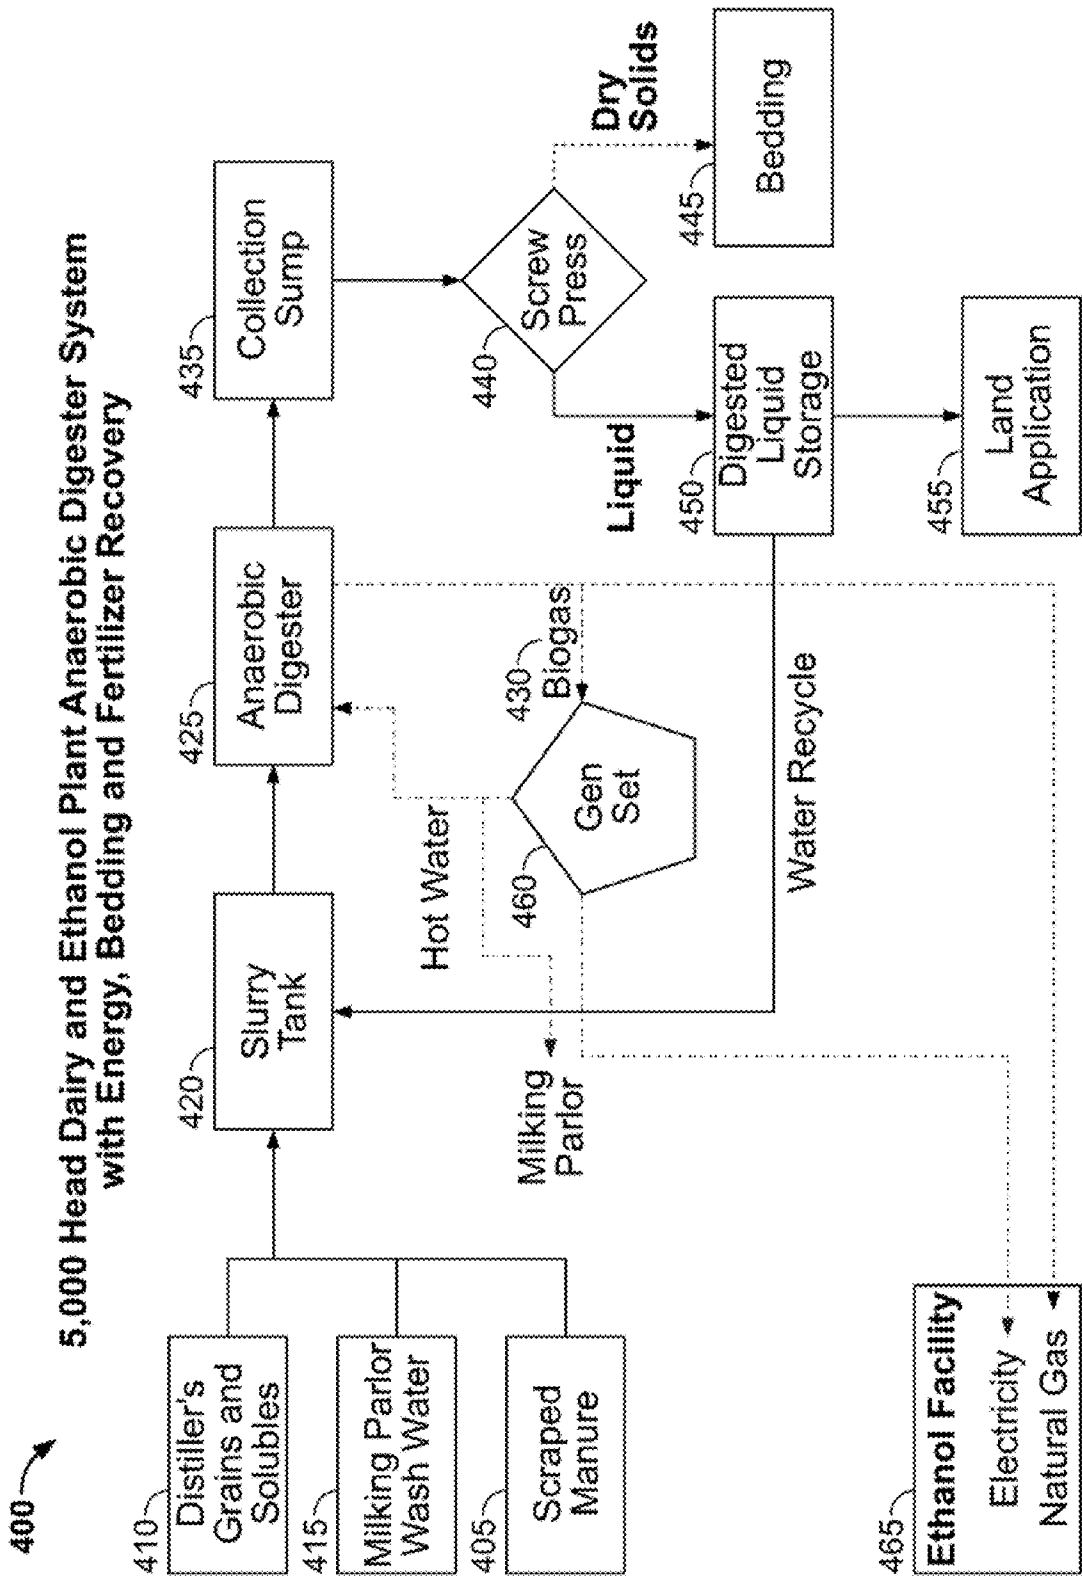 400
5,000 Head Dairy and Ethanol Plant Anaerobic Digester System
with Energy, Bedding and Fertilizer Recovery
410
Distiller's
Grains and
Solubles
415
Milking Parlor
Wash Water
405
Scraped
Manure
420
Slurry
Tank
425
Anaerobic
Digester
435
Collection
Sump
Hot Water
Milking
Parlor
460
Gen
Set
430
Biogas
440
Screw
Press
Dry
Solids
Liquid
445
Bedding
450
Digested
Liquid
Storage
Water Recycle
455
Land
Application
465
Ethanol Facility
Electricity
Natural Gas